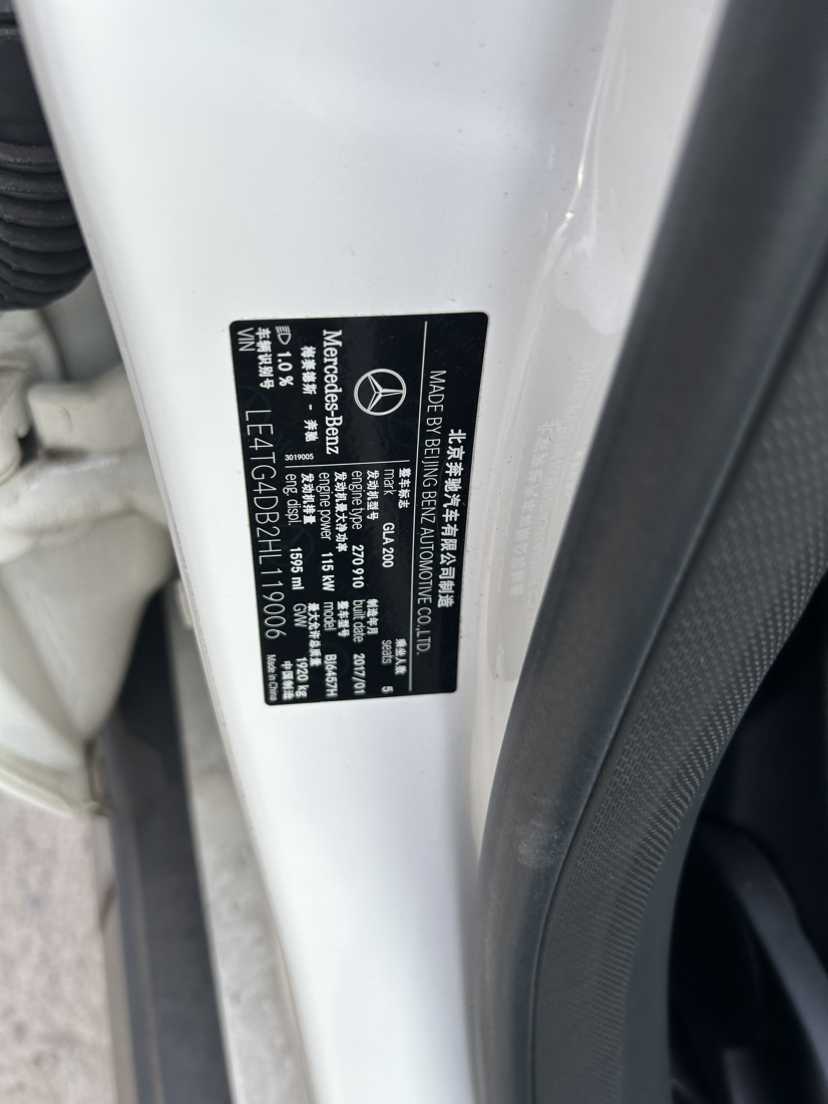 北京奔驰汽车有限公司制造
MADE BY BEIJING BENZ AUTOMOTIVE CO.,LTD.
整车标志 乘坐人数
mark GLA 200 seats 5
发动机型号 制造年月
engine type 270 910 built date 2017/01
Mercedes-Benz 发动机最大净功率 整车型号
engine power 115 kW model BJ6457H
梅赛德斯 - 奔驰 发动机排量 最大允许总质量
3019005 eng. displ. 1595 ml GVW 1920 kg
1.0 %
车辆识别号 中国制造
VIN LE4TG4DB2HL119006 Made in China